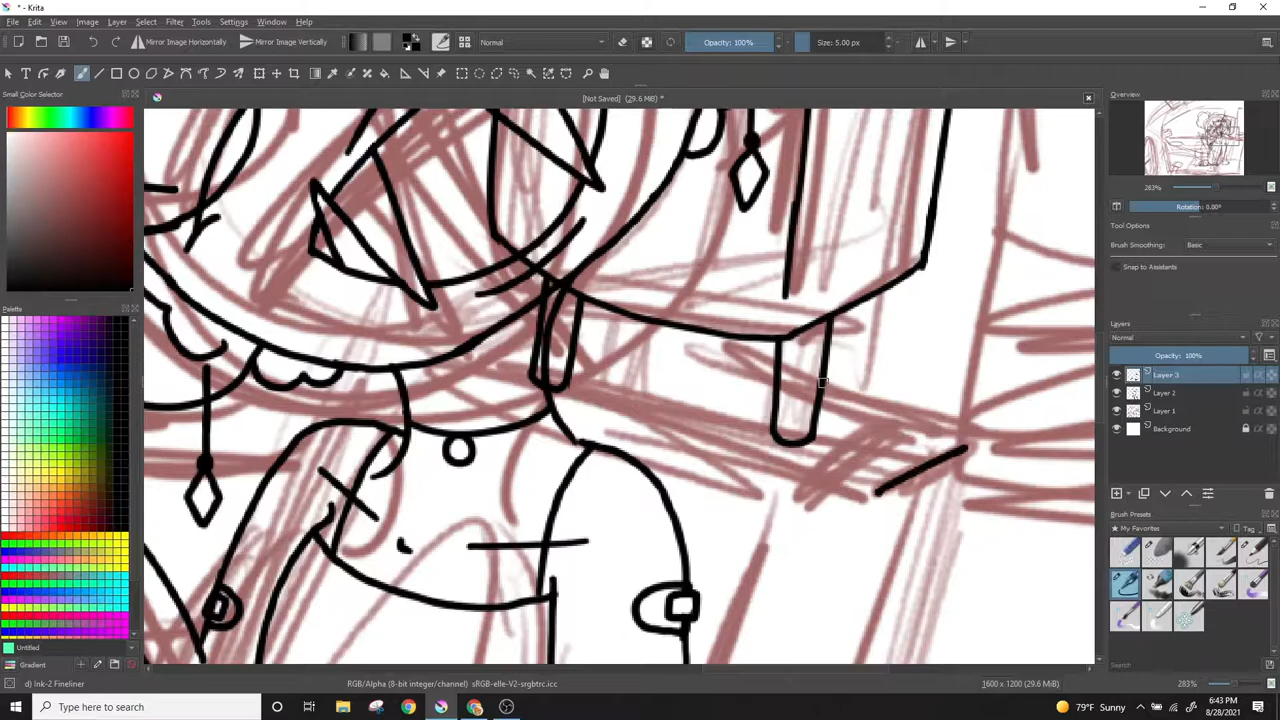 * - Krita
File Edit View Image Layer Select Filter Tools Settings Window Help
Mirror Image Horizontally Mirror Image Vertically Normal Opacity: 100% Size: 5.00 px
Small Color Selector
[Not Saved] (29.6 MiB) *
Overview
283%
Rotation: 0.00°
Tool Options
Brush Smoothing: Basic
Snap to Assistants
Palette
Layers
Normal
Opacity: 100%
Layer 3
Layer 2
Layer 1
Background
Brush Presets
My Favorites Tag
Untitled
Gradient
Search
d) Ink-2 Fineliner RGB/Alpha (8-bit integer/channel) sRGB-elle-V2-srgbtrc.icc 1600 x 1200 (29.6 MiB) 283%
Type here to search
79°F Sunny
6:43 PM
8/28/2021